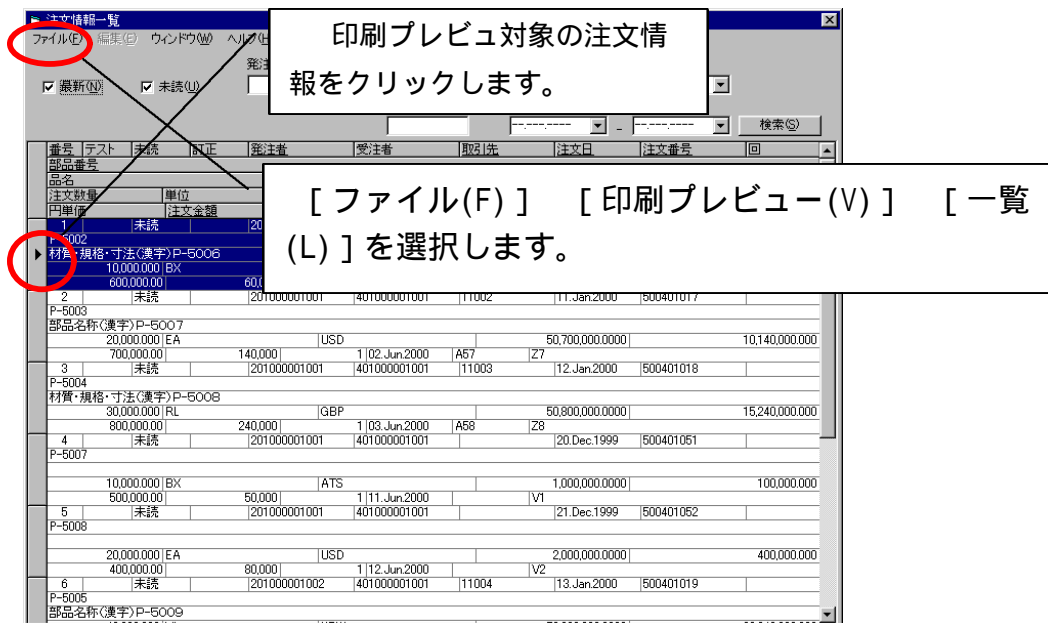 注文情報一覧
ファイル(F) 編集(E) ウィンドウ(W) ヘルプ(H)
印刷プレビュ対象の注文情
報をクリックします。
発注
最新(N) 未読(U)
--.---.---- - --.---.---- 検索(S)
番号 テスト 未読 訂正 発注者 受注者 取引先 注文日 注文番号 回
部品番号
品名
注文数量 単位
円単価 注文金額
[ファイル(F)] [印刷プレビュー(V)] [一覧
(L)]を選択します。
1 未読 20
P-5002
材質・規格・寸法(漢字)P-5006
10,000.000 BX
600,000.00 60,0
2 未読 201000001001 401000001001 11002 11.Jan.2000 500401017
P-5003
部品名称(漢字)P-5007
20,000.000 EA USD 50,700,000.0000 10,140,000.000
700,000.00 140,000 1 02.Jun.2000 A57 Z7
3 未読 201000001001 401000001001 11003 12.Jan.2000 500401018
P-5004
材質・規格・寸法(漢字)P-5008
30,000.000 RL GBP 50,800,000.0000 15,240,000.000
800,000.00 240,000 1 03.Jun.2000 A58 Z8
4 未読 201000001001 401000001001 20.Dec.1999 500401051
P-5007
10,000.000 BX ATS 1,000,000.0000 100,000.000
500,000.00 50,000 1 11.Jun.2000 V1
5 未読 201000001001 401000001001 21.Dec.1999 500401052
P-5008
20,000.000 EA USD 2,000,000.0000 400,000.000
400,000.00 80,000 1 12.Jun.2000 V2
6 未読 201000001002 401000001001 11004 13.Jan.2000 500401019
P-5005
部品名称(漢字)P-5009